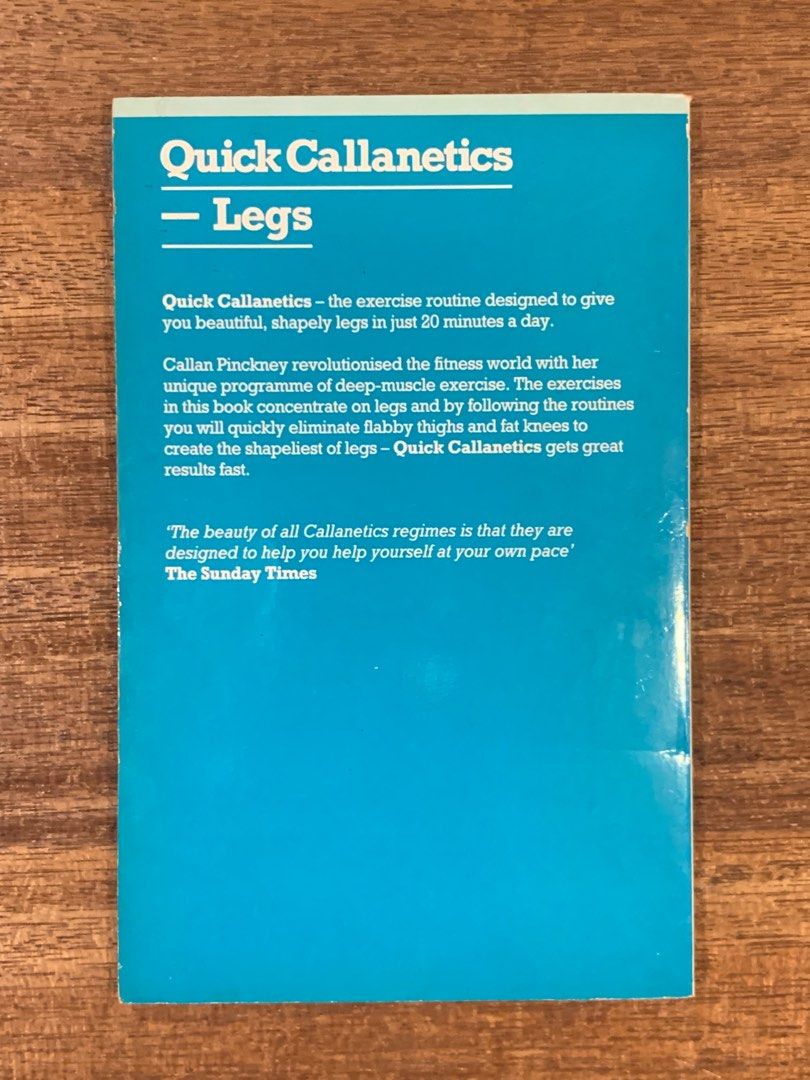 Quick Callanetics
— Legs
Quick Callanetics – the exercise routine designed to give
you beautiful, shapely legs in just 20 minutes a day.
Callan Pinckney revolutionised the fitness world with her
unique programme of deep-muscle exercise. The exercises
in this book concentrate on legs and by following the routines
you will quickly eliminate flabby thighs and fat knees to
create the shapeliest of legs – Quick Callanetics gets great
results fast.
‘The beauty of all Callanetics regimes is that they are
designed to help you help yourself at your own pace’
The Sunday Times